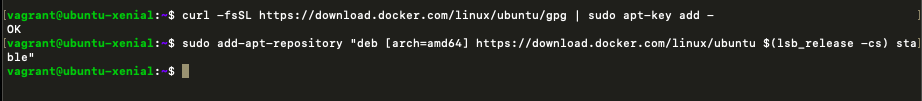 vagrant@ubuntu-xenial:~$ curl -fsSL https://download.docker.com/linux/ubuntu/gpg | sudo apt-key add -
OK
vagrant@ubuntu-xenial:~$ sudo add-apt-repository "deb [arch=amd64] https://download.docker.com/linux/ubuntu $(lsb_release -cs) sta
ble"
vagrant@ubuntu-xenial:~$